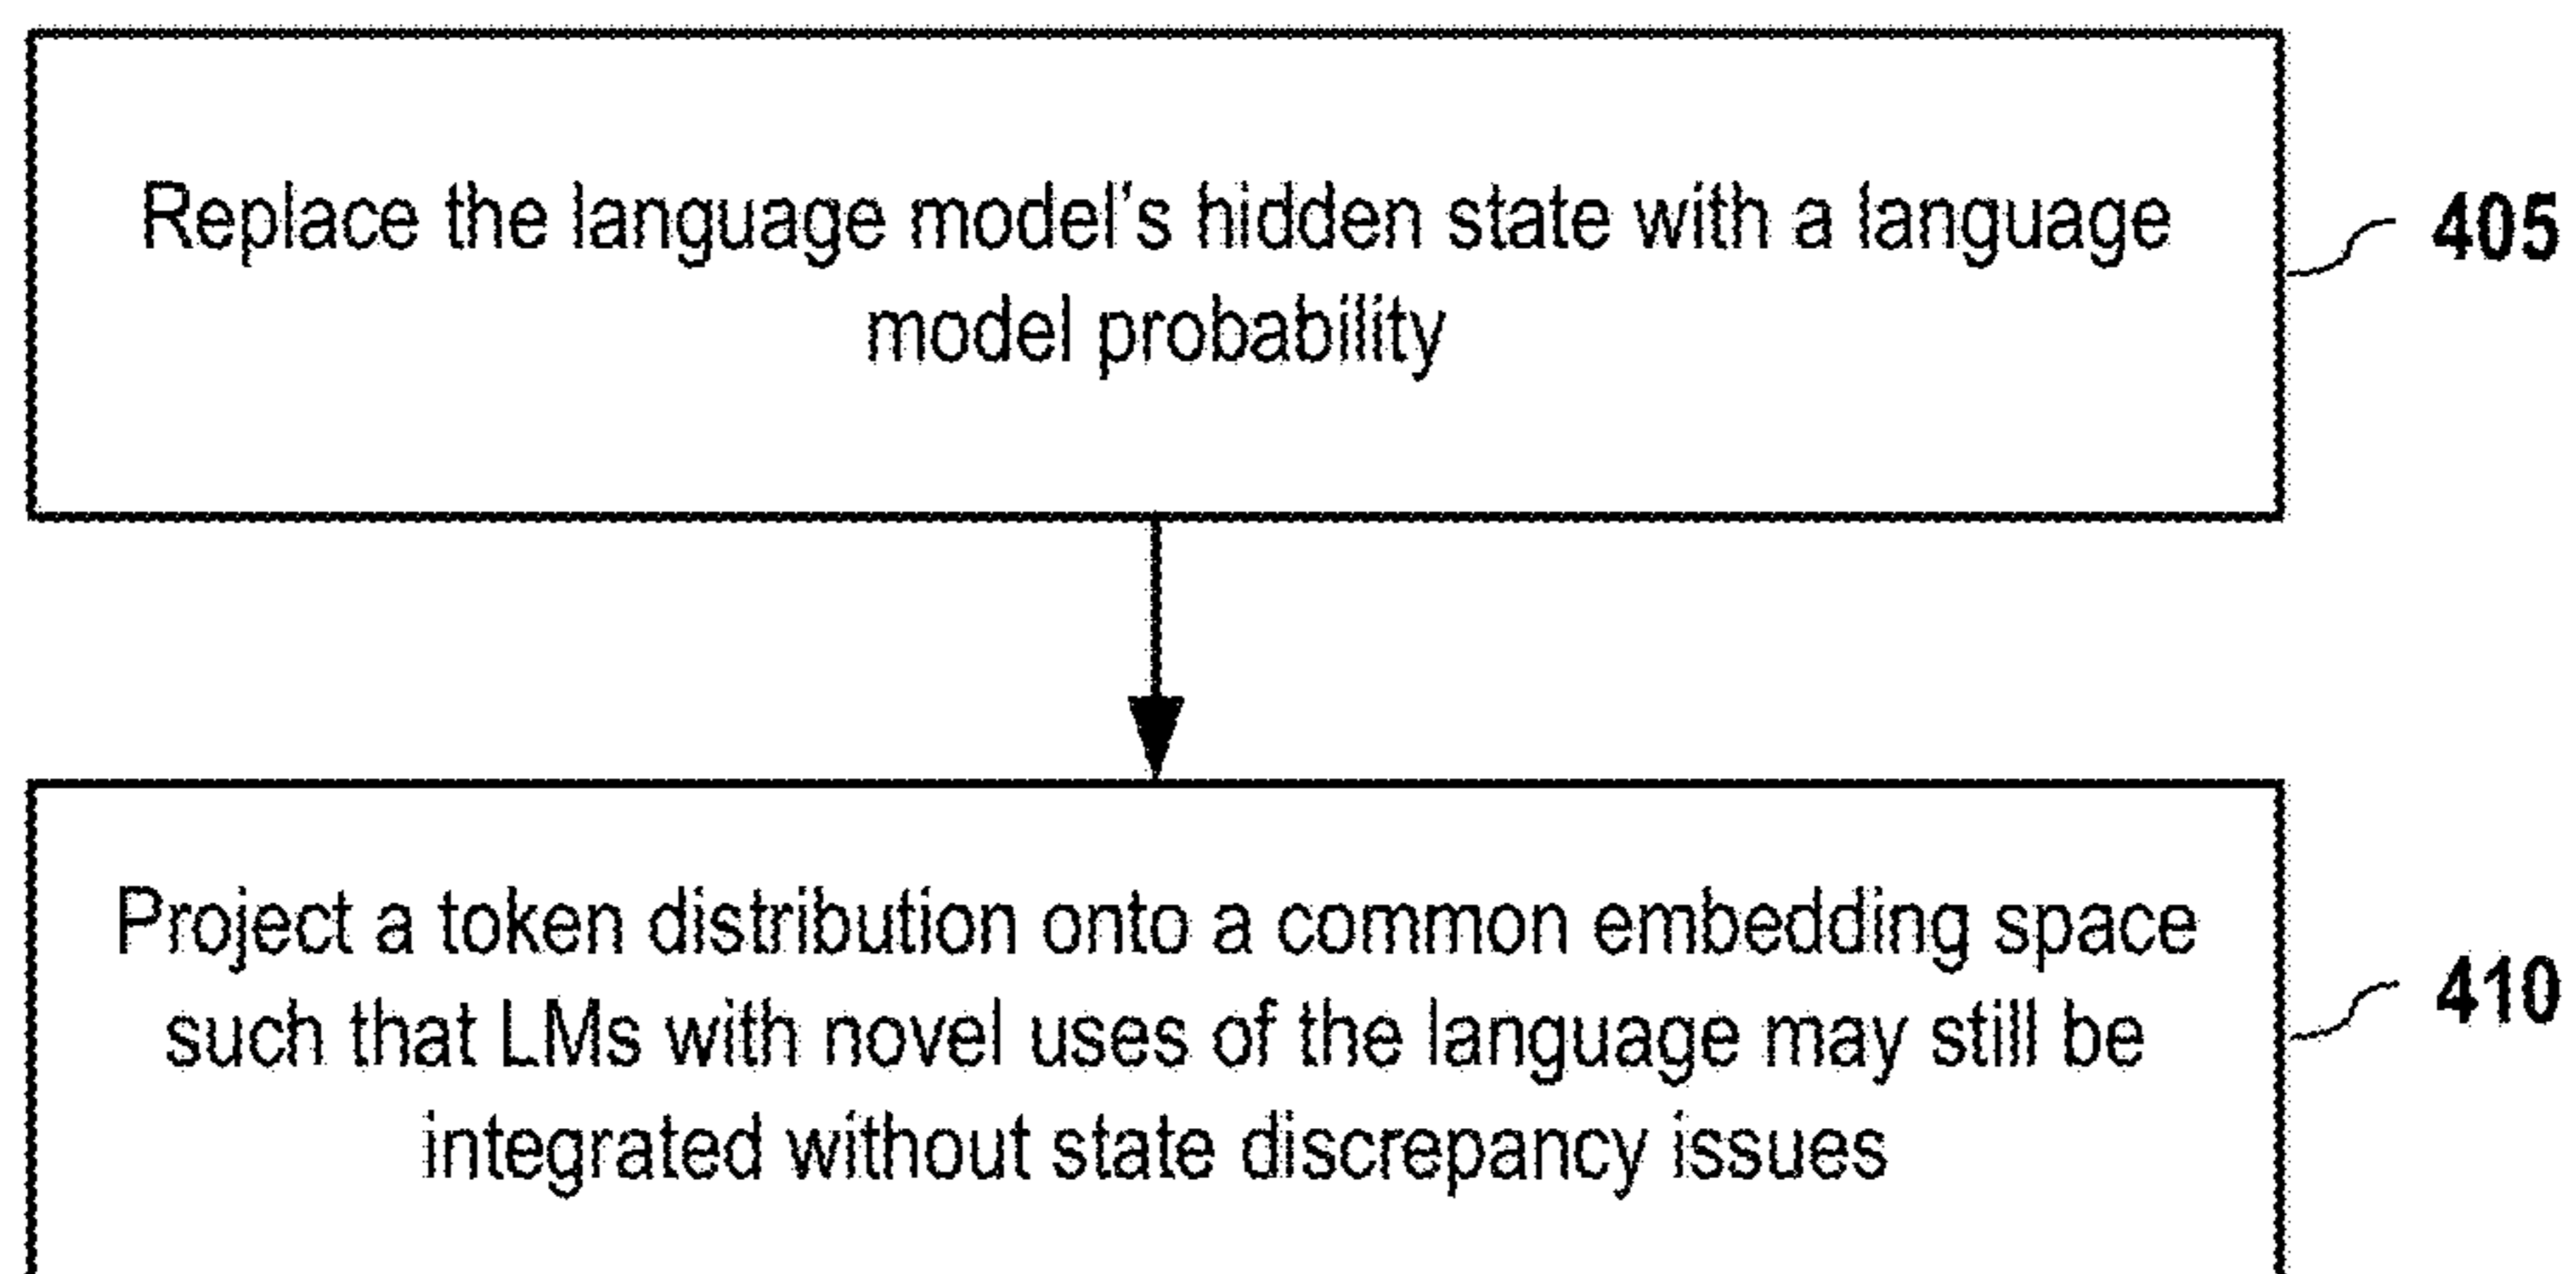 Replace the language model's hidden state with a language
model probability
405
Project a token distribution onto a common embedding space
such that LMs with novel uses of the language may still be
integrated without state discrepancy issues
410